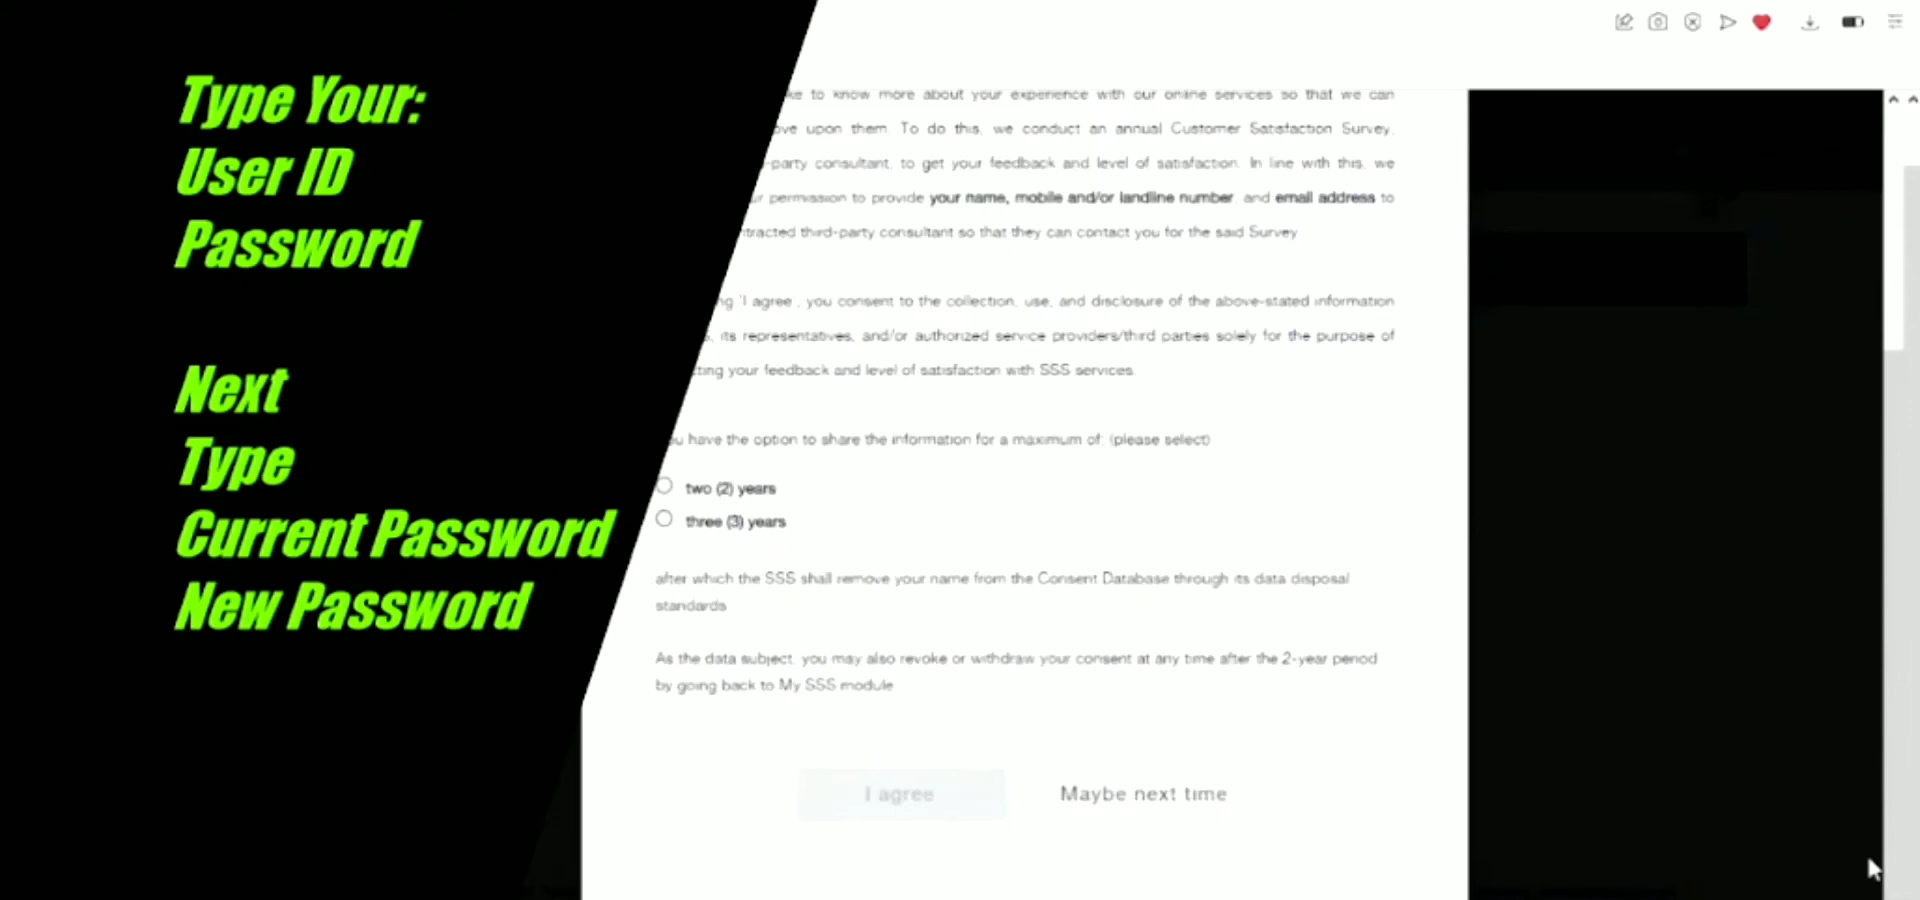 Type Your:
User ID
Password
Next
Type
Current Password
New Password
to know more about your experience with our online services so that we can
upon them. To do this, we conduct an annual Customer Satisfaction Survey,
-party consultant, to get your feedback and level of satisfaction. In line with this, we
permission to provide your name, mobile and/or landline number, and email address to
third-party consultant so that they can contact you for the said Survey
'I agree', you consent to the collection, use, and disclosure of the above-stated information
, its representatives, and/or authorized service providers/third parties solely for the purpose of
your feedback and level of satisfaction with SSS services.
have the option to share the information for a maximum of: (please select)
two (2) years
three (3) years
after which the SSS shall remove your name from the Consent Database through its data disposal
standards
As the data subject, you may also revoke or withdraw your consent at any time after the 2-year period
by going back to My SSS module
I agree
Maybe next time